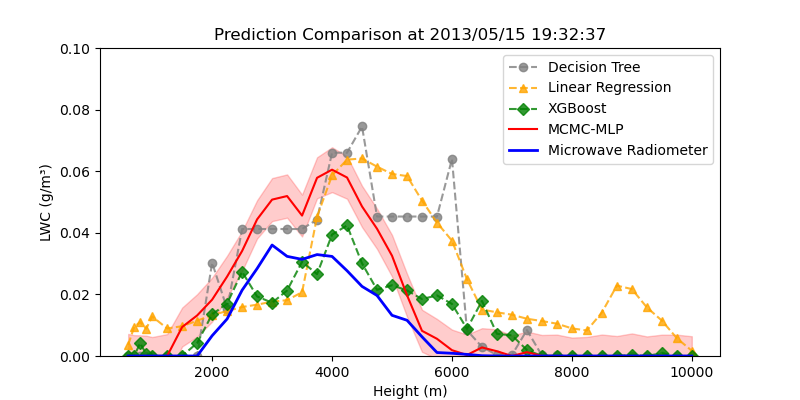 Prediction Comparison at 2013/05/15 19:32:37
0.10
0.08
0.06
0.04
0.02
0.00
LWC (g/m³)
Decision Tree
Linear Regression
XGBoost
MCMC-MLP
Microwave Radiometer
2000 4000 6000 8000 10000
Height (m)